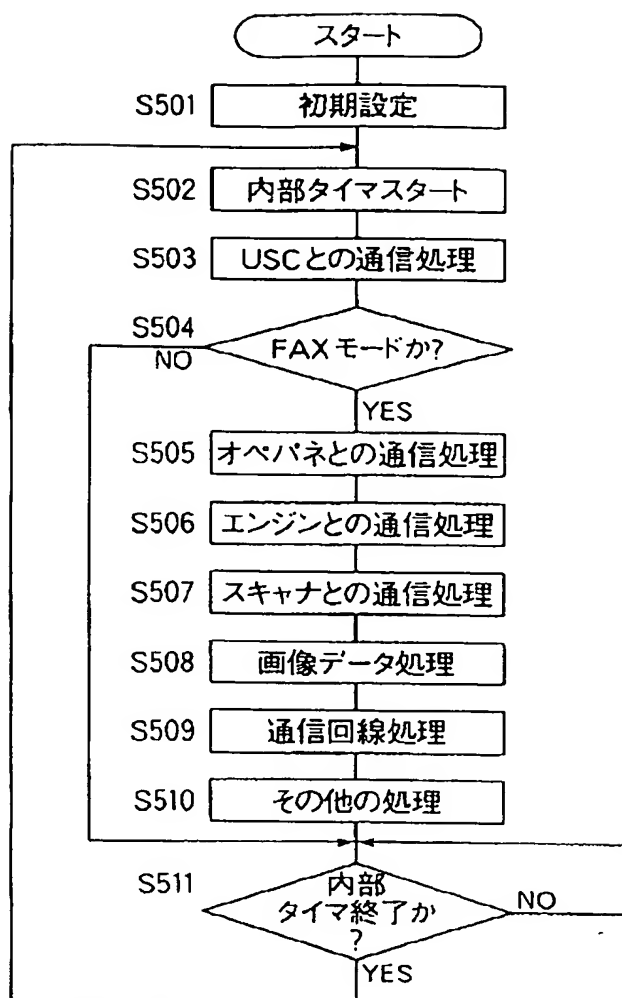 スタート
S501 初期設定
S502 内部タイマスタート
S503 USCとの通信処理
S504 FAXモードか?
NO
YES
S505 オペパネとの通信処理
S506 エンジンとの通信処理
S507 スキャナとの通信処理
S508 画像データ処理
S509 通信回線処理
S510 その他の処理
S511 内部
タイマ終了か
?
NO
YES